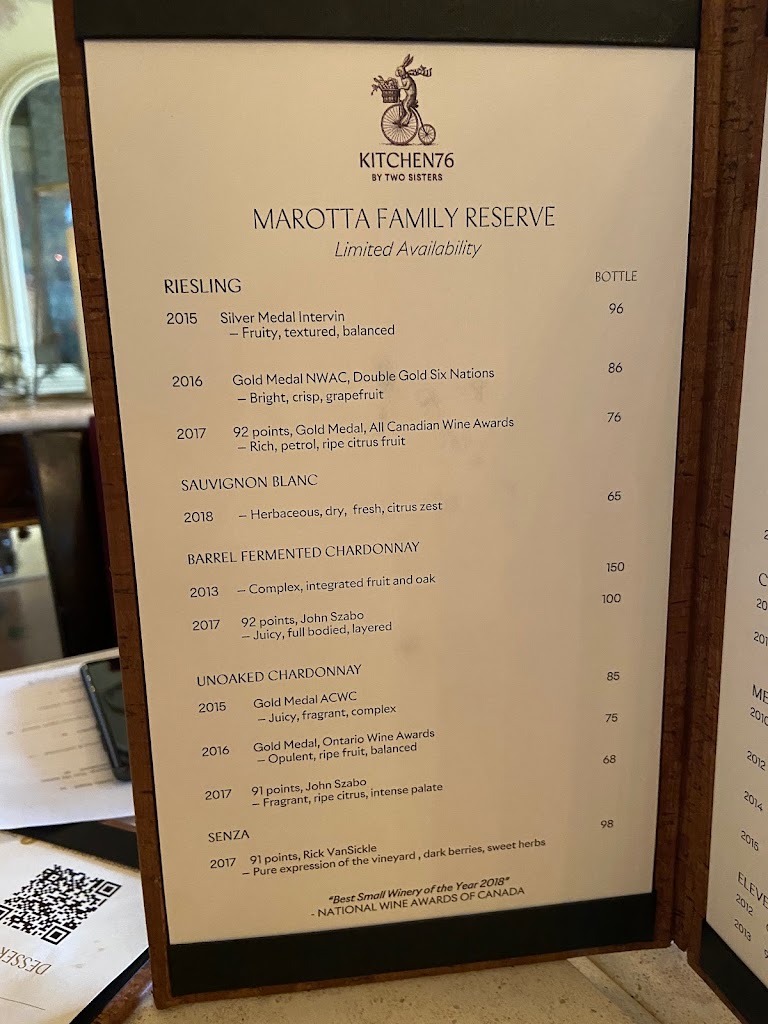 KITCHEN76
BY TWO SISTERS
MAROTTA FAMILY RESERVE
Limited Availability
BOTTLE
RIESLING
2015 Silver Medal Intervin 96
– Fruity, textured, balanced
2016 Gold Medal NWAC, Double Gold Six Nations 86
– Bright, crisp, grapefruit
2017 92 points, Gold Medal, All Canadian Wine Awards 76
– Rich, petrol, ripe citrus fruit
SAUVIGNON BLANC
2018 – Herbaceous, dry, fresh, citrus zest 65
BARREL FERMENTED CHARDONNAY
2013 – Complex, integrated fruit and oak 150
2017 92 points, John Szabo 100
– Juicy, full bodied, layered
UNOAKED CHARDONNAY
2015 Gold Medal ACWC 85
– Juicy, fragrant, complex
2016 Gold Medal, Ontario Wine Awards 75
– Opulent, ripe fruit, balanced
2017 91 points, John Szabo 68
– Fragrant, ripe citrus, intense palate
SENZA
2017 91 points, Rick VanSickle 98
– Pure expression of the vineyard , dark berries, sweet herbs
"Best Small Winery of the Year 2018"
- NATIONAL WINE AWARDS OF CANADA
2010
2012
2014
2015
2012
2013